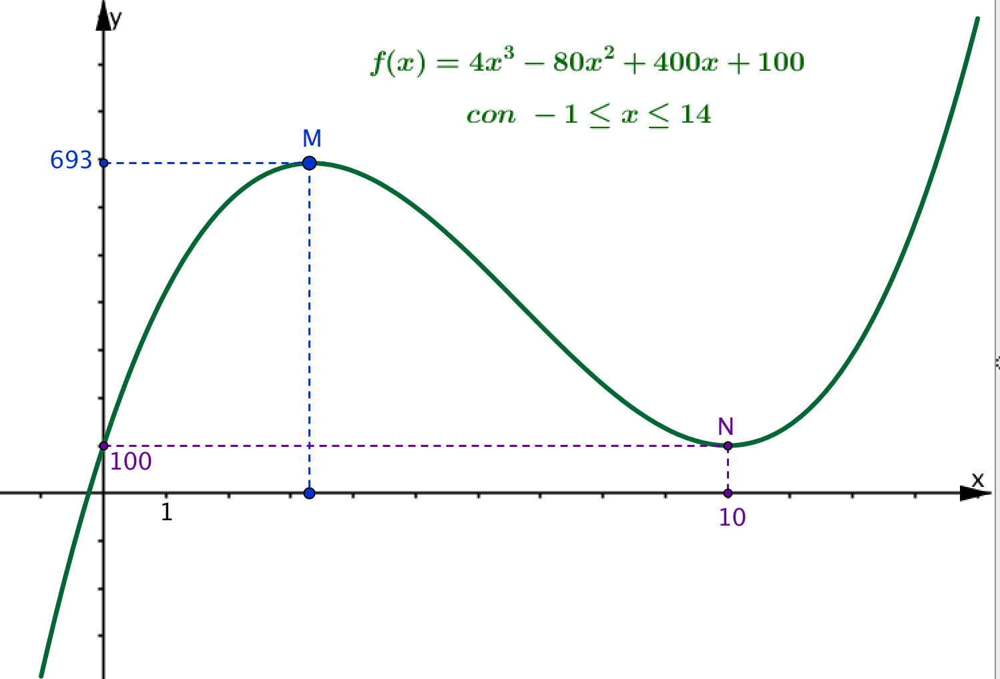 y
f(x) = 4x³ − 80x² + 400x + 100
con − 1 ≤ x ≤ 14
M
693
N
100
x
1
10